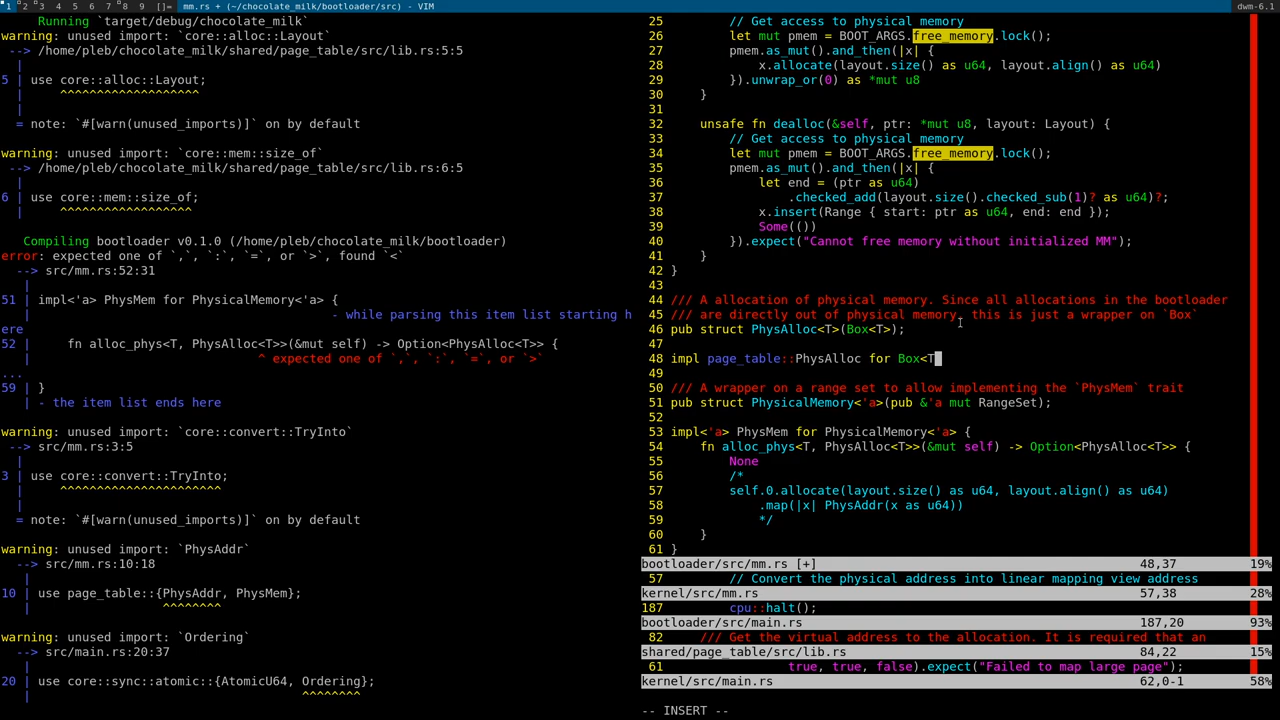 1 2 3 4 5 6 7 8 9 []= mm.rs + (~/chocolate_milk/bootloader/src) - VIM dwm-6.1
Running `target/debug/chocolate_milk`
warning: unused import: `core::alloc::Layout`
--> /home/pleb/chocolate_milk/shared/page_table/src/lib.rs:5:5
|
5 | use core::alloc::Layout;
| ^^^^^^^^^^^^^^^^^^^
|
= note: `#[warn(unused_imports)]` on by default
warning: unused import: `core::mem::size_of`
--> /home/pleb/chocolate_milk/shared/page_table/src/lib.rs:6:5
|
6 | use core::mem::size_of;
| ^^^^^^^^^^^^^^^^^^
Compiling bootloader v0.1.0 (/home/pleb/chocolate_milk/bootloader)
error: expected one of `,`, `:`, `=`, or `>`, found `<`
--> src/mm.rs:52:31
|
51 | impl<'a> PhysMem for PhysicalMemory<'a> {
| - while parsing this item list starting h
ere
52 | fn alloc_phys<T, PhysAlloc<T>>(&mut self) -> Option<PhysAlloc<T>> {
| ^ expected one of `,`, `:`, `=`, or `>`
...
59 | }
| - the item list ends here
warning: unused import: `core::convert::TryInto`
--> src/mm.rs:3:5
|
3 | use core::convert::TryInto;
| ^^^^^^^^^^^^^^^^^^^^^^
|
= note: `#[warn(unused_imports)]` on by default
warning: unused import: `PhysAddr`
--> src/mm.rs:10:18
|
10 | use page_table::{PhysAddr, PhysMem};
| ^^^^^^^^
warning: unused import: `Ordering`
--> src/main.rs:20:37
|
20 | use core::sync::atomic::{AtomicU64, Ordering};
| ^^^^^^^^
25 // Get access to physical memory
26 let mut pmem = BOOT_ARGS.free_memory.lock();
27 pmem.as_mut().and_then(|x| {
28 x.allocate(layout.size() as u64, layout.align() as u64)
29 }).unwrap_or(0) as *mut u8
30 }
31
32 unsafe fn dealloc(&self, ptr: *mut u8, layout: Layout) {
33 // Get access to physical memory
34 let mut pmem = BOOT_ARGS.free_memory.lock();
35 pmem.as_mut().and_then(|x| {
36 let end = (ptr as u64)
37 .checked_add(layout.size().checked_sub(1)? as u64)?;
38 x.insert(Range { start: ptr as u64, end: end });
39 Some(())
40 }).expect("Cannot free memory without initialized MM");
41 }
42 }
43
44 /// A allocation of physical memory. Since all allocations in the bootloader
45 /// are directly out of physical memory, this is just a wrapper on `Box`
46 pub struct PhysAlloc<T>(Box<T>);
47
48 impl page_table::PhysAlloc for Box<T
49
50 /// A wrapper on a range set to allow implementing the `PhysMem` trait
51 pub struct PhysicalMemory<'a>(pub &'a mut RangeSet);
52
53 impl<'a> PhysMem for PhysicalMemory<'a> {
54 fn alloc_phys<T, PhysAlloc<T>>(&mut self) -> Option<PhysAlloc<T>> {
55 None
56 /*
57 self.0.allocate(layout.size() as u64, layout.align() as u64)
58 .map(|x| PhysAddr(x as u64))
59 */
60 }
61 }
bootloader/src/mm.rs [+] 48,37 19%
57 // Convert the physical address into linear mapping view address
kernel/src/mm.rs 57,38 28%
187 cpu::halt();
bootloader/src/main.rs 187,20 93%
82 /// Get the virtual address to the allocation. It is required that an
shared/page_table/src/lib.rs 84,22 15%
61 true, true, false).expect("Failed to map large page");
kernel/src/main.rs 62,0-1 58%
-- INSERT --